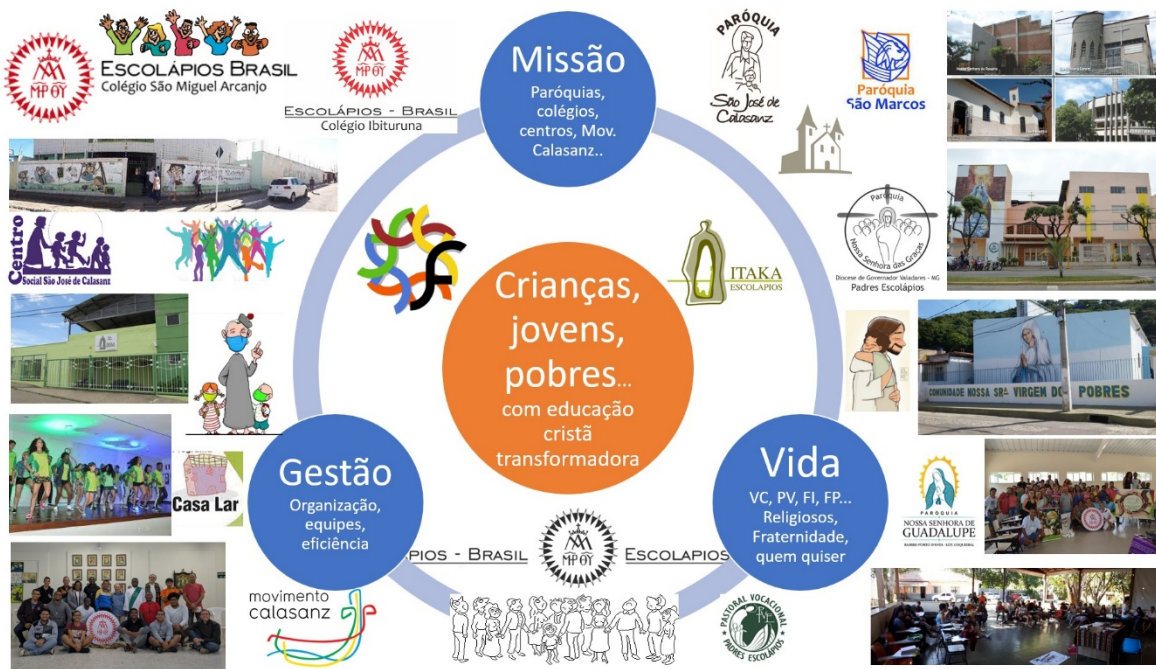 ESCOLÁPIOS BRASIL
Colégio São Miguel Arcanjo
ESCOLÁPIOS - BRASIL
Colégio Ibituruna
Missão
Paróquias,
colégios,
centros, Mov.
Calasanz..
PARÓQUIA
São José de
Calasanz
Paróquia
São Marcos
Centro
Social São José de Calasanz
ITAKA
ESCOLAPIOS
Paróquia
Nossa Senhora das Graças
Diocese de Governador Valadares - MG
Padres Escolápios
Crianças,
jovens,
pobres...
com educação
cristã
transformadora
COMUNIDADE NOSSA SRª VIRGEM DOS POBRES
Casa Lar
Gestão
Organização,
equipes,
eficiência
Vida
VC, PV, FI, FP...
Religiosos,
Fraternidade,
quem quiser
PARÓQUIA
NOSSA SENHORA DE
GUADALUPE
ÁPIOS - BRASIL
ESCOLAPIOS
movimento
calasanz
PASTORAL VOCACIONAL
PADRES ESCOLÁPIOS